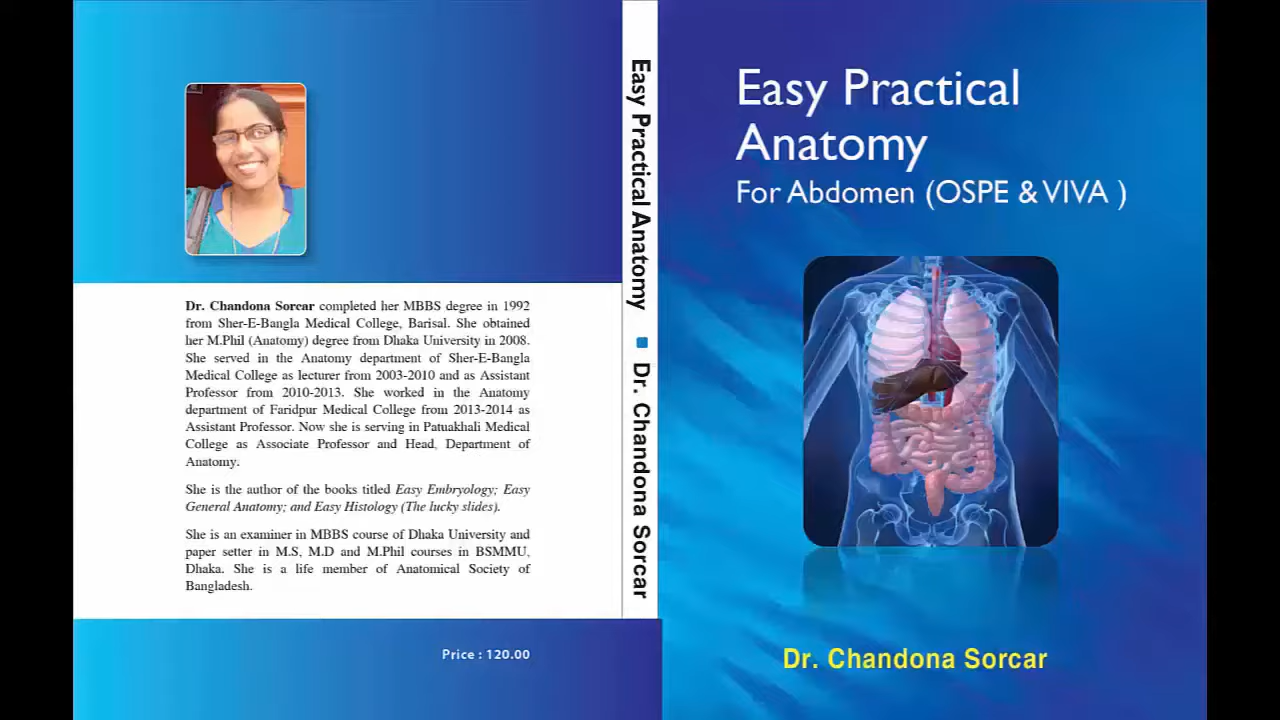 Dr. Chandona Sorcar completed her MBBS degree in 1992
from Sher-E-Bangla Medical College, Barisal. She obtained
her M.Phil (Anatomy) degree from Dhaka University in 2008.
She served in the Anatomy department of Sher-E-Bangla
Medical College as lecturer from 2003-2010 and as Assistant
Professor from 2010-2013. She worked in the Anatomy
department of Faridpur Medical College from 2013-2014 as
Assistant Professor. Now she is serving in Patuakhali Medical
College as Associate Professor and Head, Department of
Anatomy.
She is the author of the books titled Easy Embryology; Easy
General Anatomy; and Easy Histology (The lucky slides).
She is an examiner in MBBS course of Dhaka University and
paper setter in M.S, M.D and M.Phil courses in BSMMU,
Dhaka. She is a life member of Anatomical Society of
Bangladesh.
Price : 120.00
Easy Practical Anatomy ■ Dr. Chandona Sorcar
Easy Practical
Anatomy
For Abdomen (OSPE & VIVA )
Dr. Chandona Sorcar